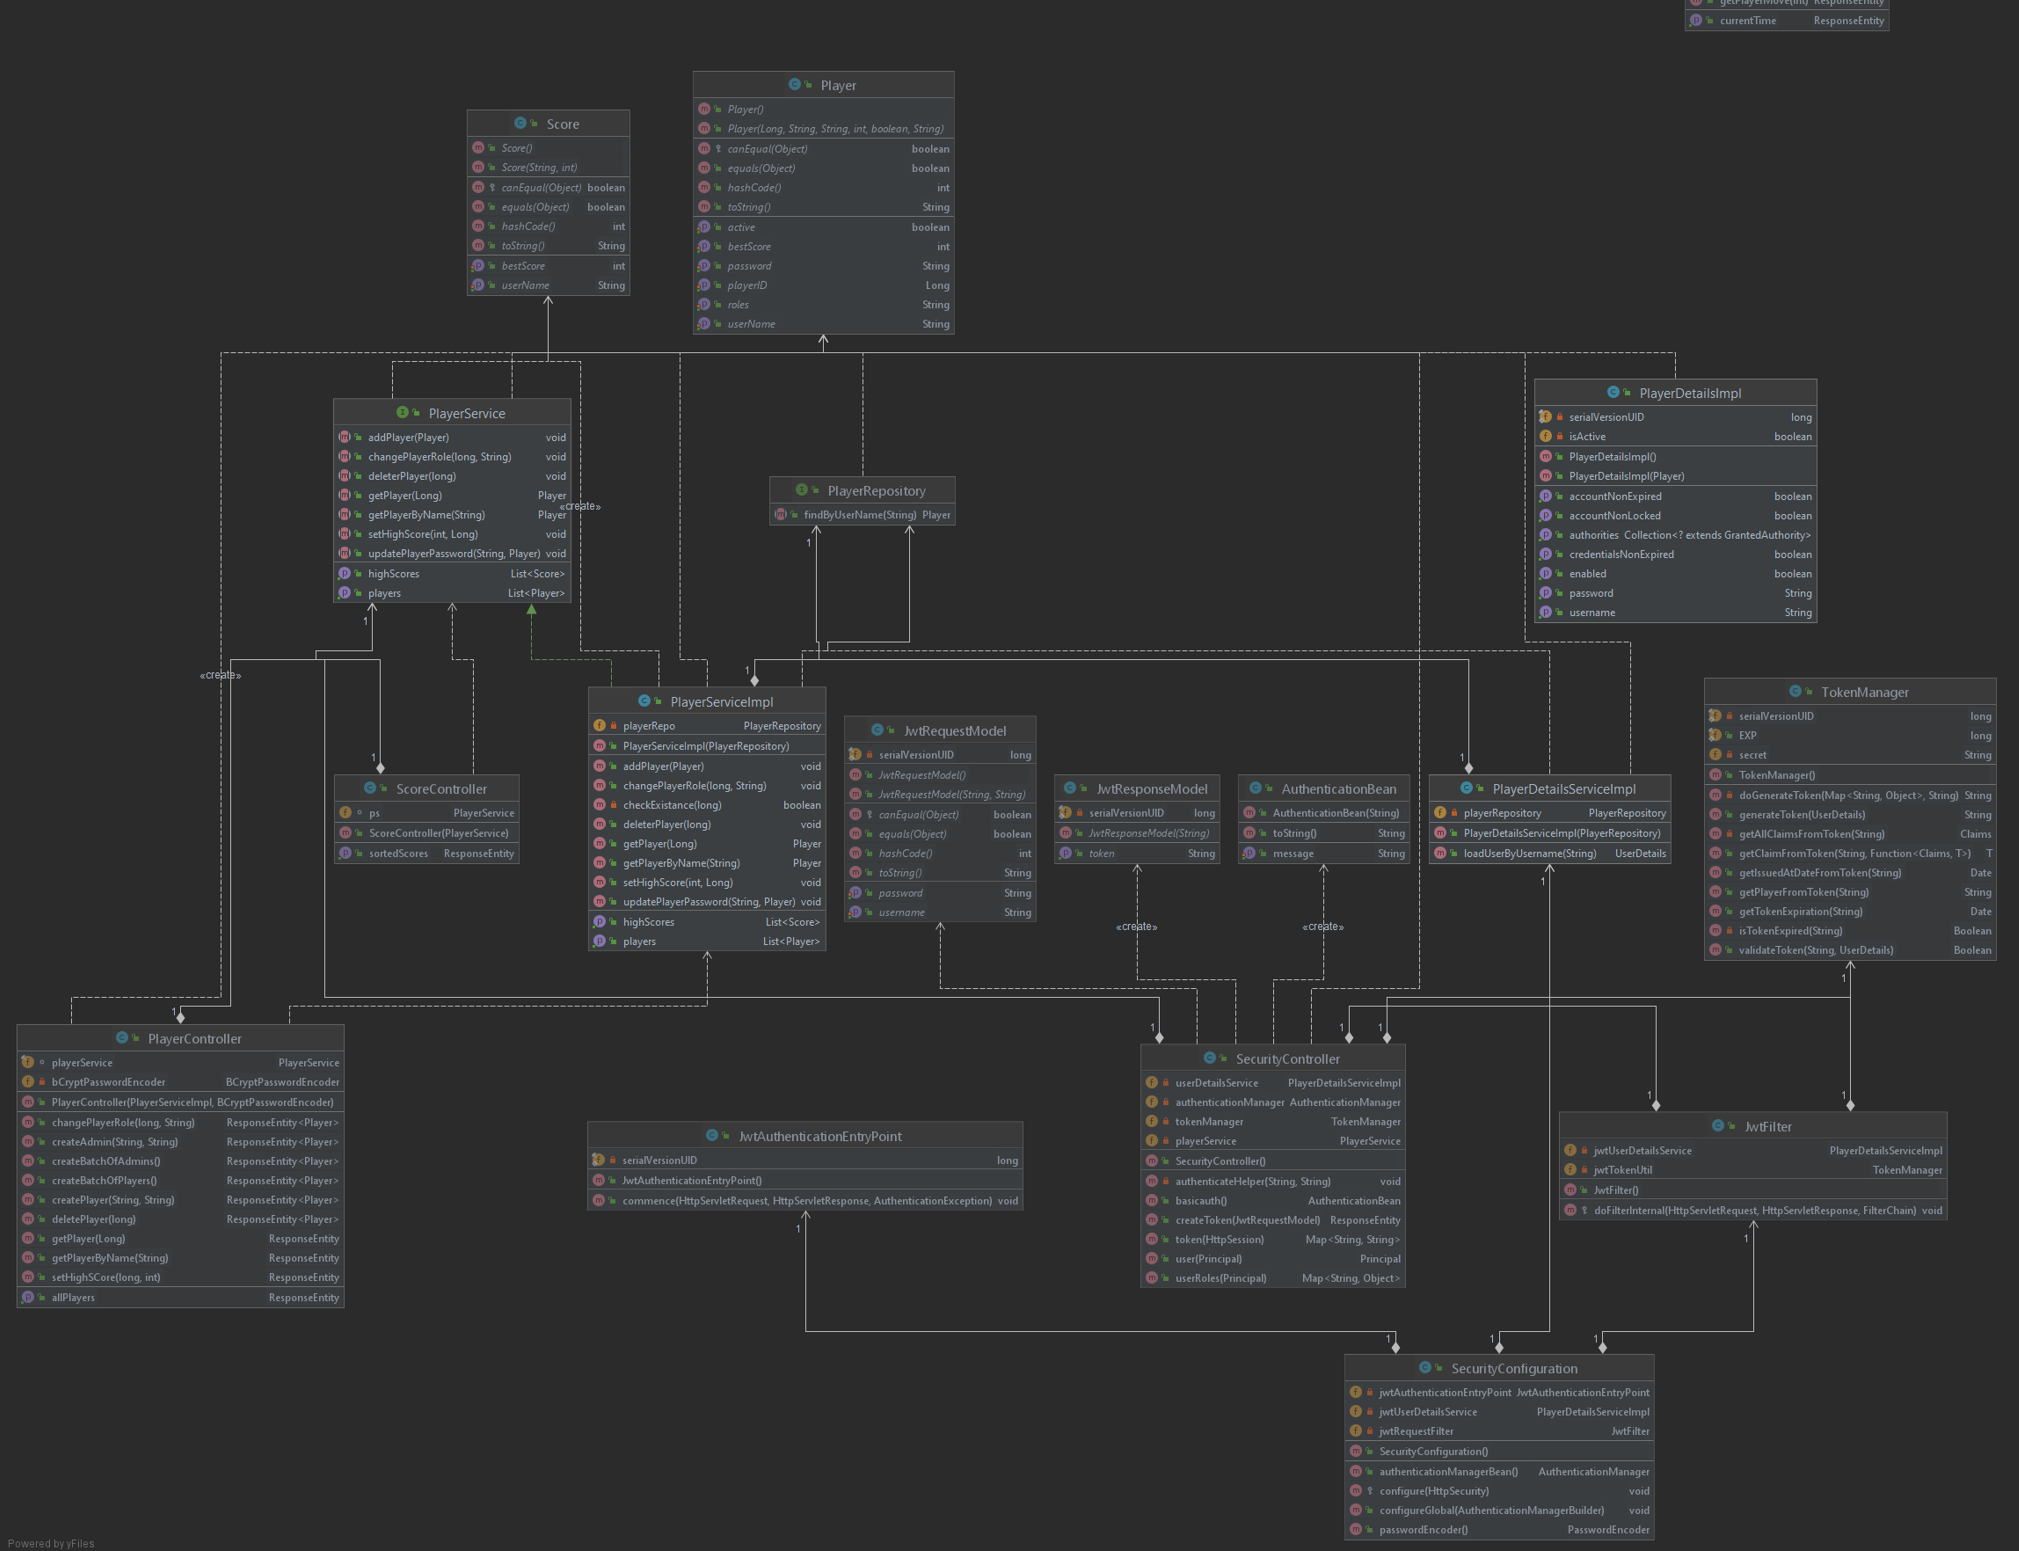 getPlayerMove(int) ResponseEntity
currentTime ResponseEntity
Player
Player()
Player(Long, String, String, int, boolean, String)
canEqual(Object) boolean
equals(Object) boolean
hashCode() int
toString() String
active boolean
bestScore int
password String
playerID Long
roles String
userName String
Score
Score()
Score(String, int)
canEqual(Object) boolean
equals(Object) boolean
hashCode() int
toString() String
bestScore int
userName String
PlayerService
addPlayer(Player) void
changePlayerRole(long, String) void
deleterPlayer(long) void
getPlayer(Long) Player
getPlayerByName(String) Player
setHighScore(int, Long) void
updatePlayerPassword(String, Player) void
highScores List<Score>
players List<Player>
«create»
PlayerRepository
findByUserName(String) Player
1
PlayerDetailsImpl
serialVersionUID long
isActive boolean
PlayerDetailsImpl()
PlayerDetailsImpl(Player)
accountNonExpired boolean
accountNonLocked boolean
authorities Collection<? extends GrantedAuthority>
credentialsNonExpired boolean
enabled boolean
password String
username String
1
«create»
1
1
1
PlayerServiceImpl
playerRepo PlayerRepository
PlayerServiceImpl(PlayerRepository)
addPlayer(Player) void
changePlayerRole(long, String) void
checkExistance(long) boolean
deleterPlayer(long) void
getPlayer(Long) Player
getPlayerByName(String) Player
setHighScore(int, Long) void
updatePlayerPassword(String, Player) void
highScores List<Score>
players List<Player>
JwtRequestModel
serialVersionUID long
JwtRequestModel()
JwtRequestModel(String, String)
canEqual(Object) boolean
equals(Object) boolean
hashCode() int
toString() String
password String
username String
ScoreController
ps PlayerService
ScoreController(PlayerService)
sortedScores ResponseEntity
JwtResponseModel
serialVersionUID long
JwtResponseModel(String)
token String
AuthenticationBean
AuthenticationBean(String)
toString() String
message String
PlayerDetailsServiceImpl
playerRepository PlayerRepository
PlayerDetailsServiceImpl(PlayerRepository)
loadUserByUsername(String) UserDetails
1
TokenManager
serialVersionUID long
EXP long
secret String
TokenManager()
doGenerateToken(Map<String, Object>, String) String
generateToken(UserDetails) String
getAllClaimsFromToken(String) Claims
getClaimFromToken(String, Function<Claims, T>) T
getIssuedAtDateFromToken(String) Date
getPlayerFromToken(String) String
getTokenExpiration(String) Date
isTokenExpired(String) Boolean
validateToken(String, UserDetails) Boolean
1
«create»
«create»
1
PlayerController
playerService PlayerService
bCryptPasswordEncoder BCryptPasswordEncoder
PlayerController(PlayerServiceImpl, BCryptPasswordEncoder)
changePlayerRole(long, String) ResponseEntity<Player>
createAdmin(String, String) ResponseEntity<Player>
createBatchOfAdmins() ResponseEntity<Player>
createBatchOfPlayers() ResponseEntity<Player>
createPlayer(String, String) ResponseEntity<Player>
deletePlayer(long) ResponseEntity<Player>
getPlayer(Long) ResponseEntity
getPlayerByName(String) ResponseEntity
setHighSCore(long, int) ResponseEntity
allPlayers ResponseEntity
1
1
1
SecurityController
userDetailsService PlayerDetailsServiceImpl
authenticationManager AuthenticationManager
tokenManager TokenManager
playerService PlayerService
SecurityController()
authenticateHelper(String, String) void
basicauth() AuthenticationBean
createToken(JwtRequestModel) ResponseEntity
token(HttpSession) Map<String, String>
user(Principal) Principal
userRoles(Principal) Map<String, Object>
JwtAuthenticationEntryPoint
serialVersionUID long
JwtAuthenticationEntryPoint()
commence(HttpServletRequest, HttpServletResponse, AuthenticationException) void
1
1
1
JwtFilter
jwtUserDetailsService PlayerDetailsServiceImpl
jwtTokenUtil TokenManager
JwtFilter()
doFilterInternal(HttpServletRequest, HttpServletResponse, FilterChain) void
1
1
1
1
SecurityConfiguration
jwtAuthenticationEntryPoint JwtAuthenticationEntryPoint
jwtUserDetailsService PlayerDetailsServiceImpl
jwtRequestFilter JwtFilter
SecurityConfiguration()
authenticationManagerBean() AuthenticationManager
configure(HttpSecurity) void
configureGlobal(AuthenticationManagerBuilder) void
passwordEncoder() PasswordEncoder
Powered by yFiles